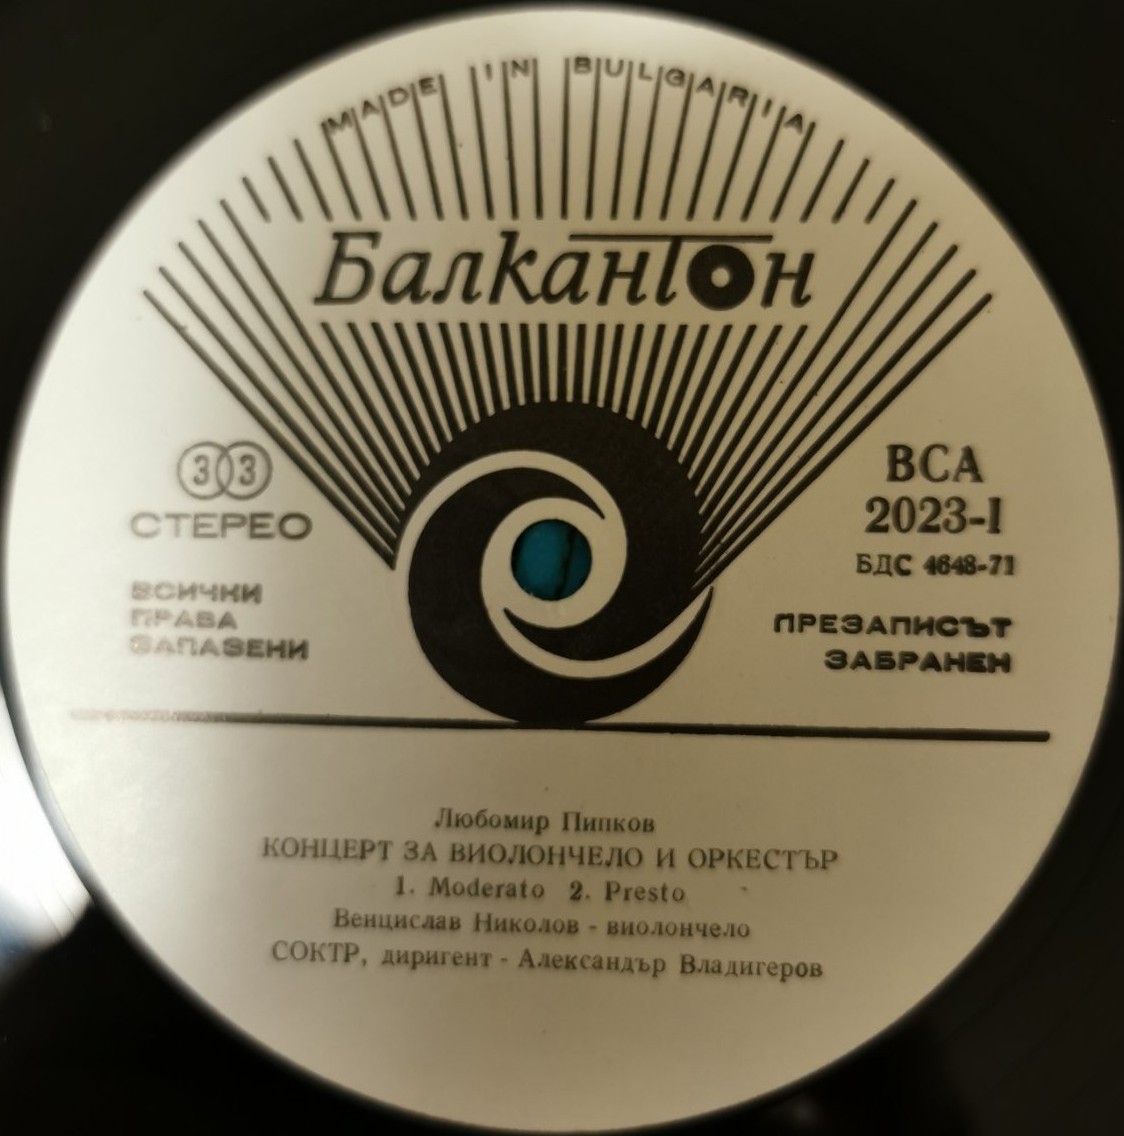 MADE IN BULGARIA
Балкантон
33
СТЕРЕО
ВСИЧКИ
ПРАВА
ЗАПАЗЕНИ
ВСА
2023-I
БДС 4648-71
ПРЕЗАПИСЪТ
ЗАБРАНЕН
Любомир Пипков
КОНЦЕРТ ЗА ВИОЛОНЧЕЛО И ОРКЕСТЪР
1. Moderato 2. Presto
Венцислав Николов - виолончело
СОКТР, диригент - Александър Владигеров